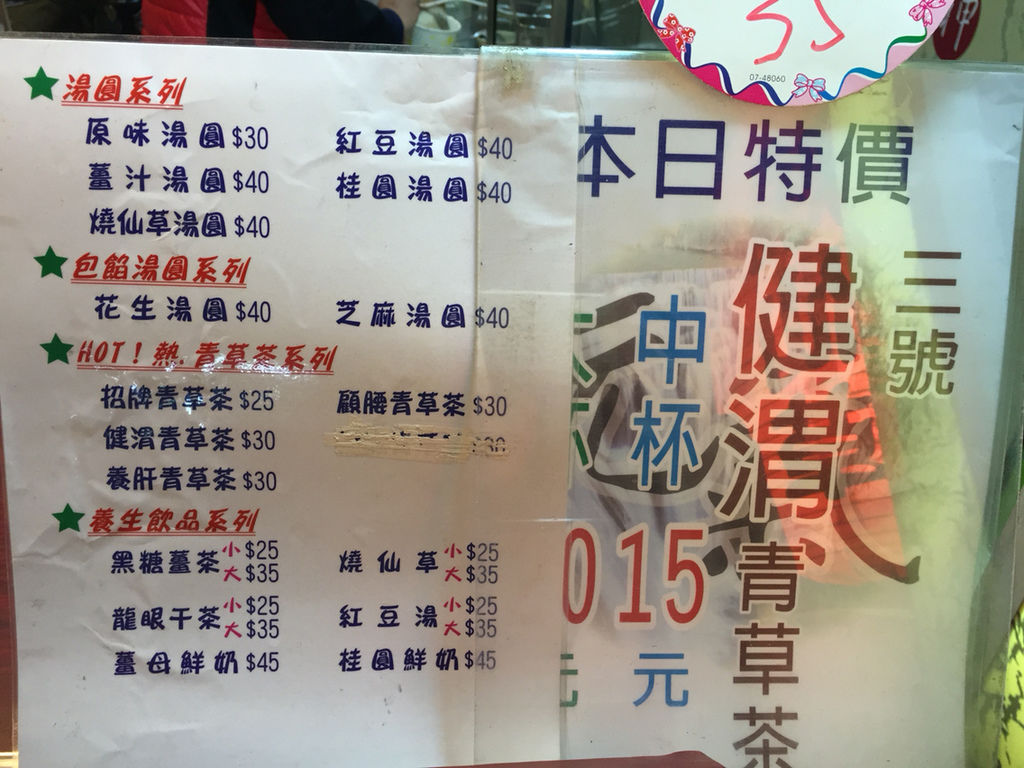 07-48060
湯圓系列
原味湯圓$30 紅豆湯圓$40
薑汁湯圓$40 桂圓湯圓$40
燒仙草湯圓$40
包餡湯圓系列
花生湯圓$40 芝麻湯圓$40
HOT！熱 青草茶系列
招牌青草茶$25 顧腰青草茶$30
健渭青草茶$30
養肝青草茶$30
養生飲品系列
黑糖薑茶 小$25 大$35 燒仙草 小$25 大$35
龍眼干茶 小$25 大$35 紅豆湯 小$25 大$35
薑母鮮奶$45 桂圓鮮奶$45
本日特價
三號
健渭青草茶
中杯
15
元